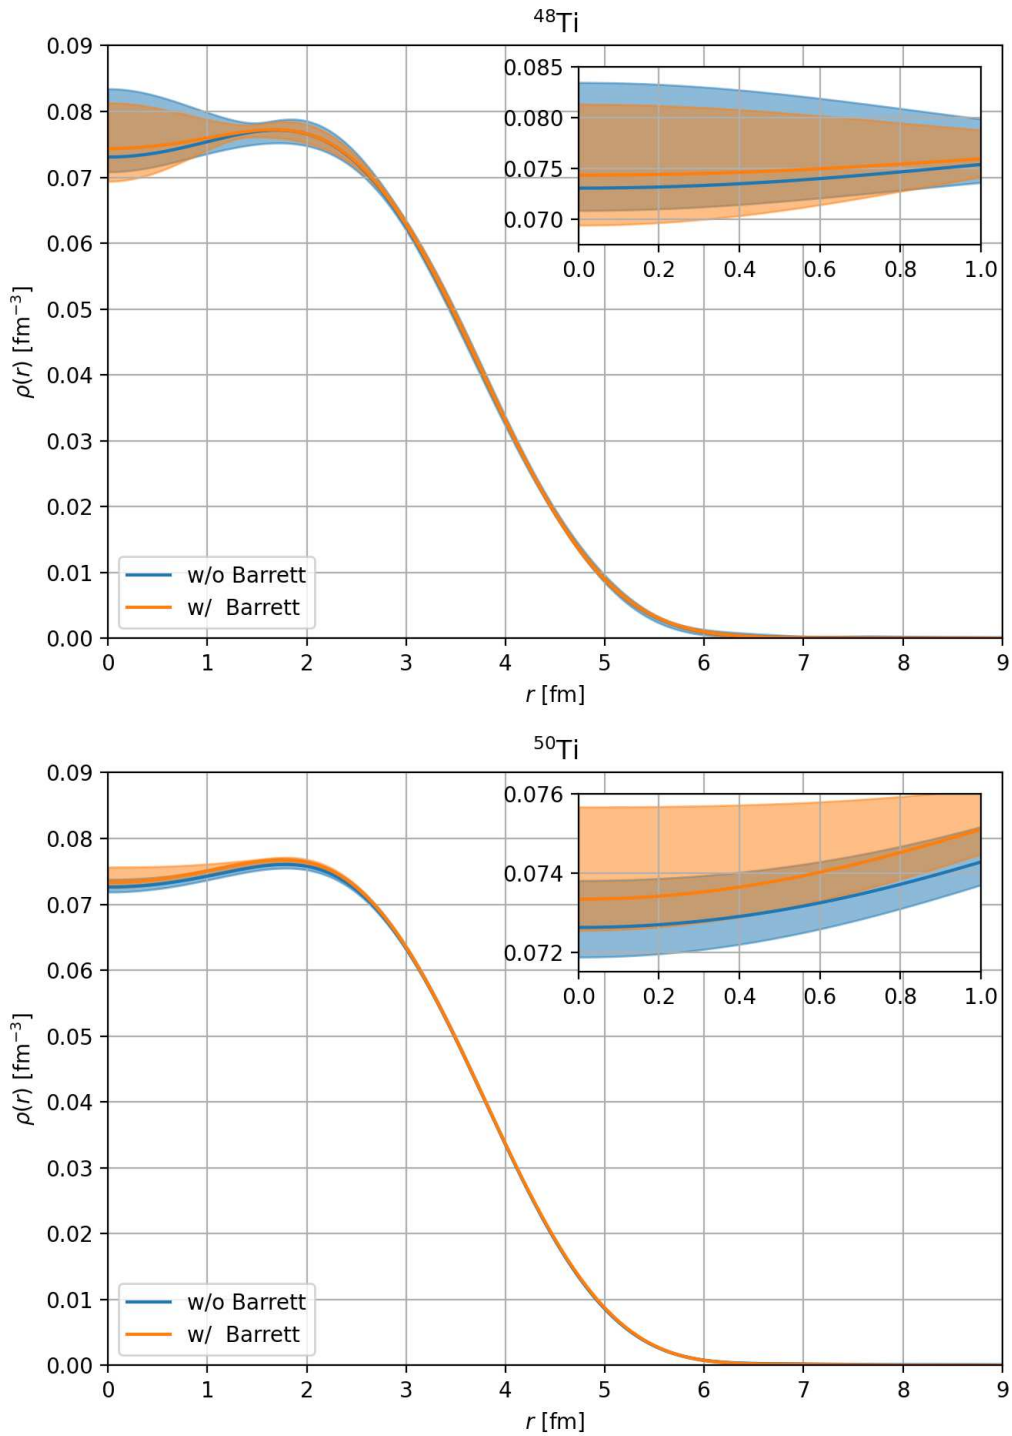 ⁴⁸Ti
0.09
0.08
0.07
0.06
0.05
0.04
0.03
0.02
0.01
0.00
ρ(r) [fm⁻³]
0.085
0.080
0.075
0.070
0.0 0.2 0.4 0.6 0.8 1.0
w/o Barrett
w/ Barrett
0 1 2 3 4 5 6 7 8 9
r [fm]
⁵⁰Ti
0.09
0.08
0.07
0.06
0.05
0.04
0.03
0.02
0.01
0.00
ρ(r) [fm⁻³]
0.076
0.074
0.072
0.0 0.2 0.4 0.6 0.8 1.0
w/o Barrett
w/ Barrett
0 1 2 3 4 5 6 7 8 9
r [fm]